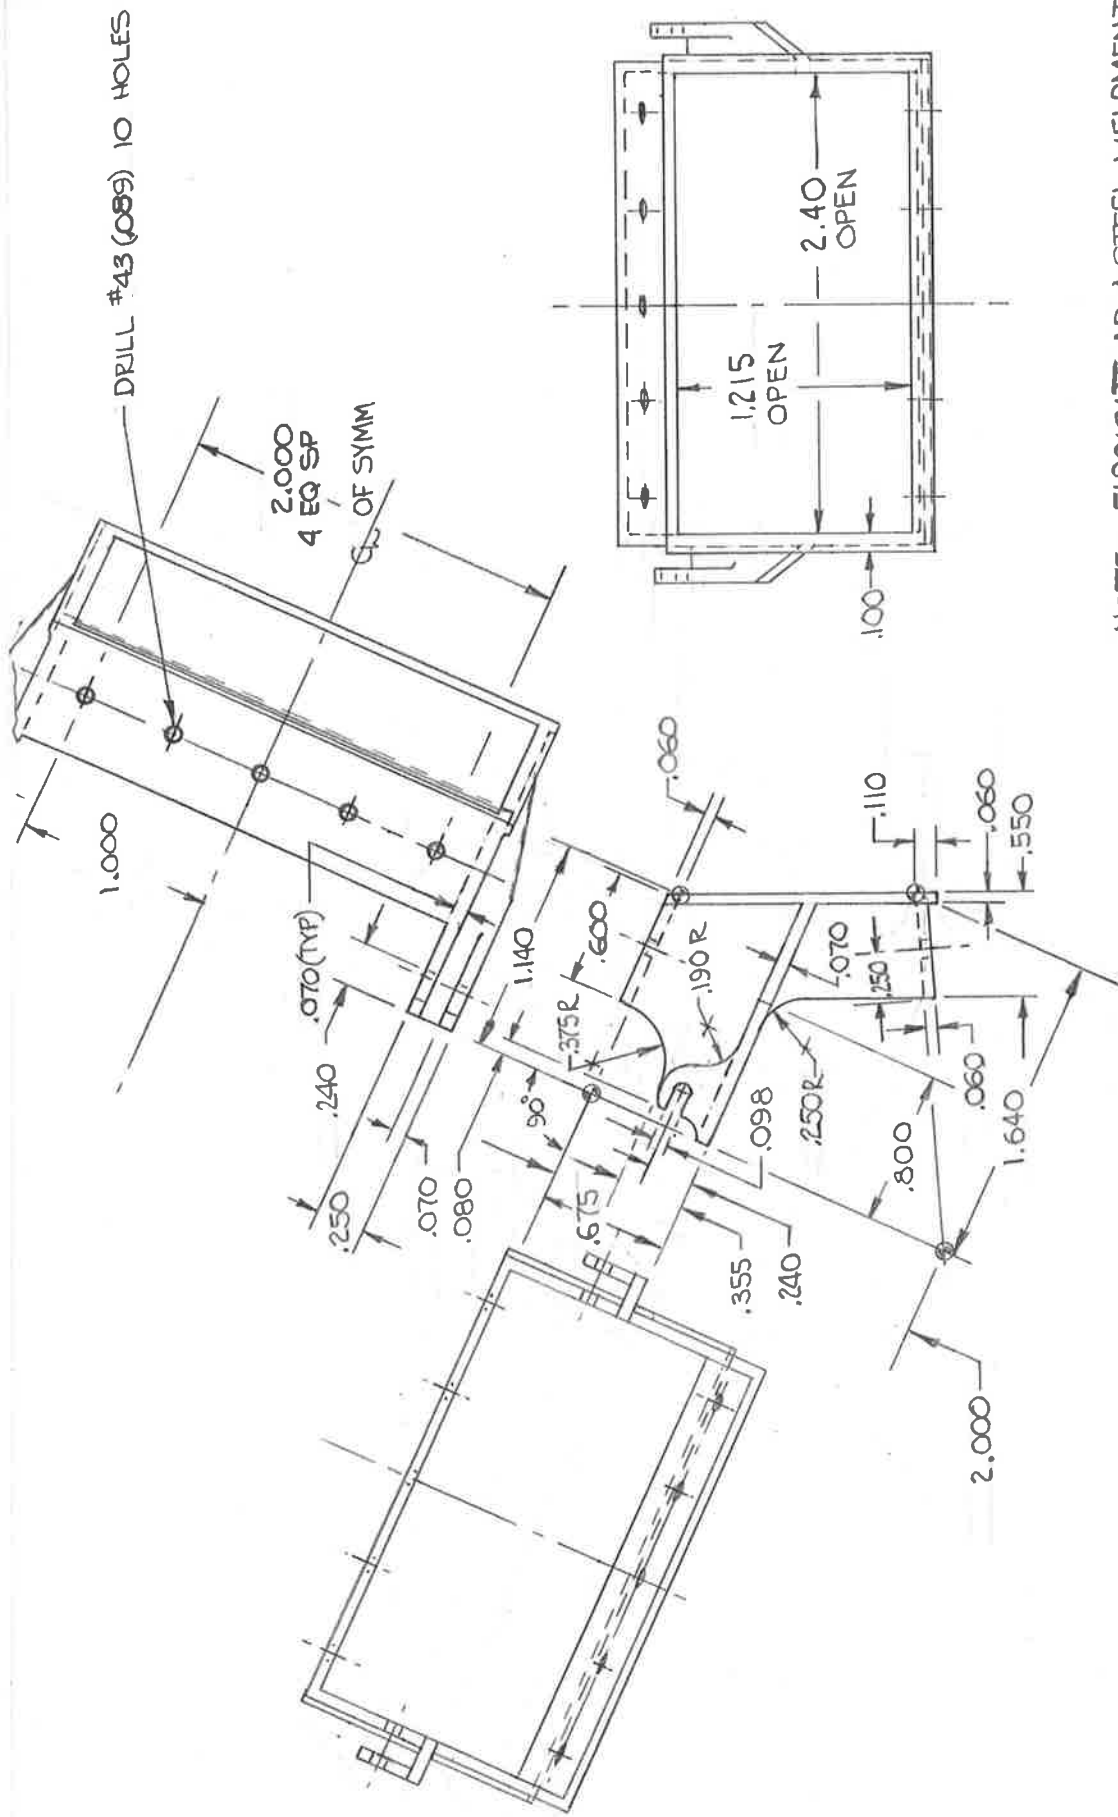 DRILL #43 (.089) 10 HOLES
2.000
4 EQ SP
℄ OF SYMM
1.000
.070 (TYP)
.240
.250
.070
.080
1.140
.600
.060
.375R
.190R
90°
.675
.098
.250R
.070
.250
.110
.060
.550
.060
.355
.240
.800
1.640
2.000
1.215
OPEN
2.40
OPEN
.100